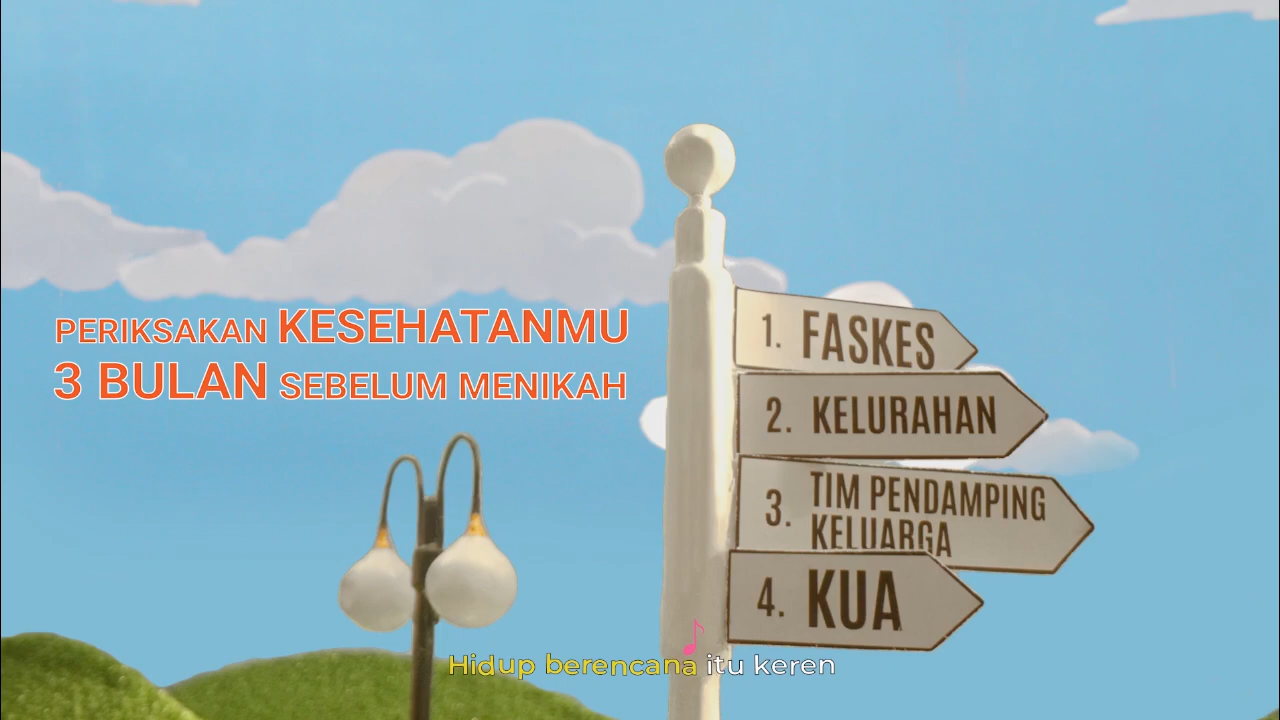 PERIKSAKAN KESEHATANMU
3 BULAN SEBELUM MENIKAH
1. FASKES
2. KELURAHAN
3. TIM PENDAMPING
KELUARGA
4. KUA
Hidup berencana itu keren